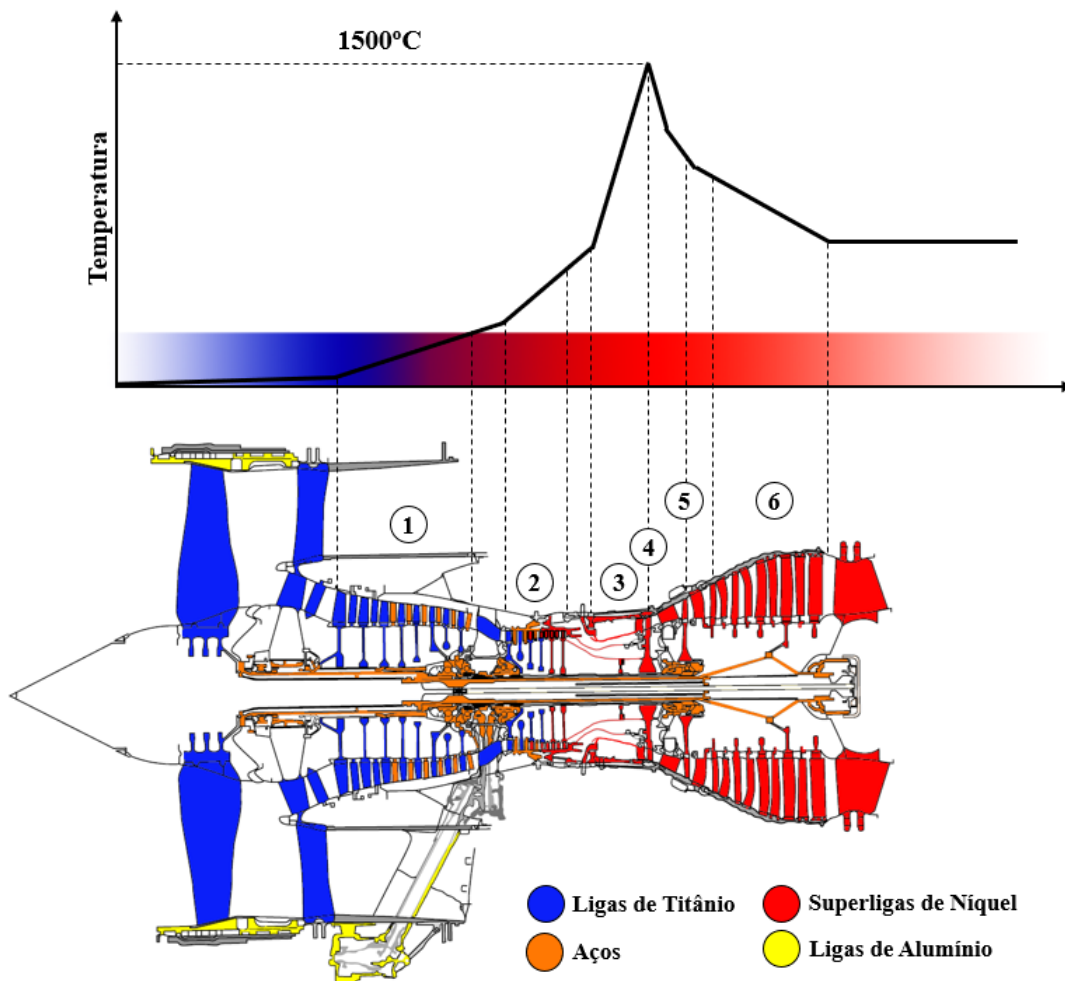 1500ºC
Temperatura
1
2
3
4
5
6
Ligas de Titânio
Superligas de Níquel
Aços
Ligas de Alumínio